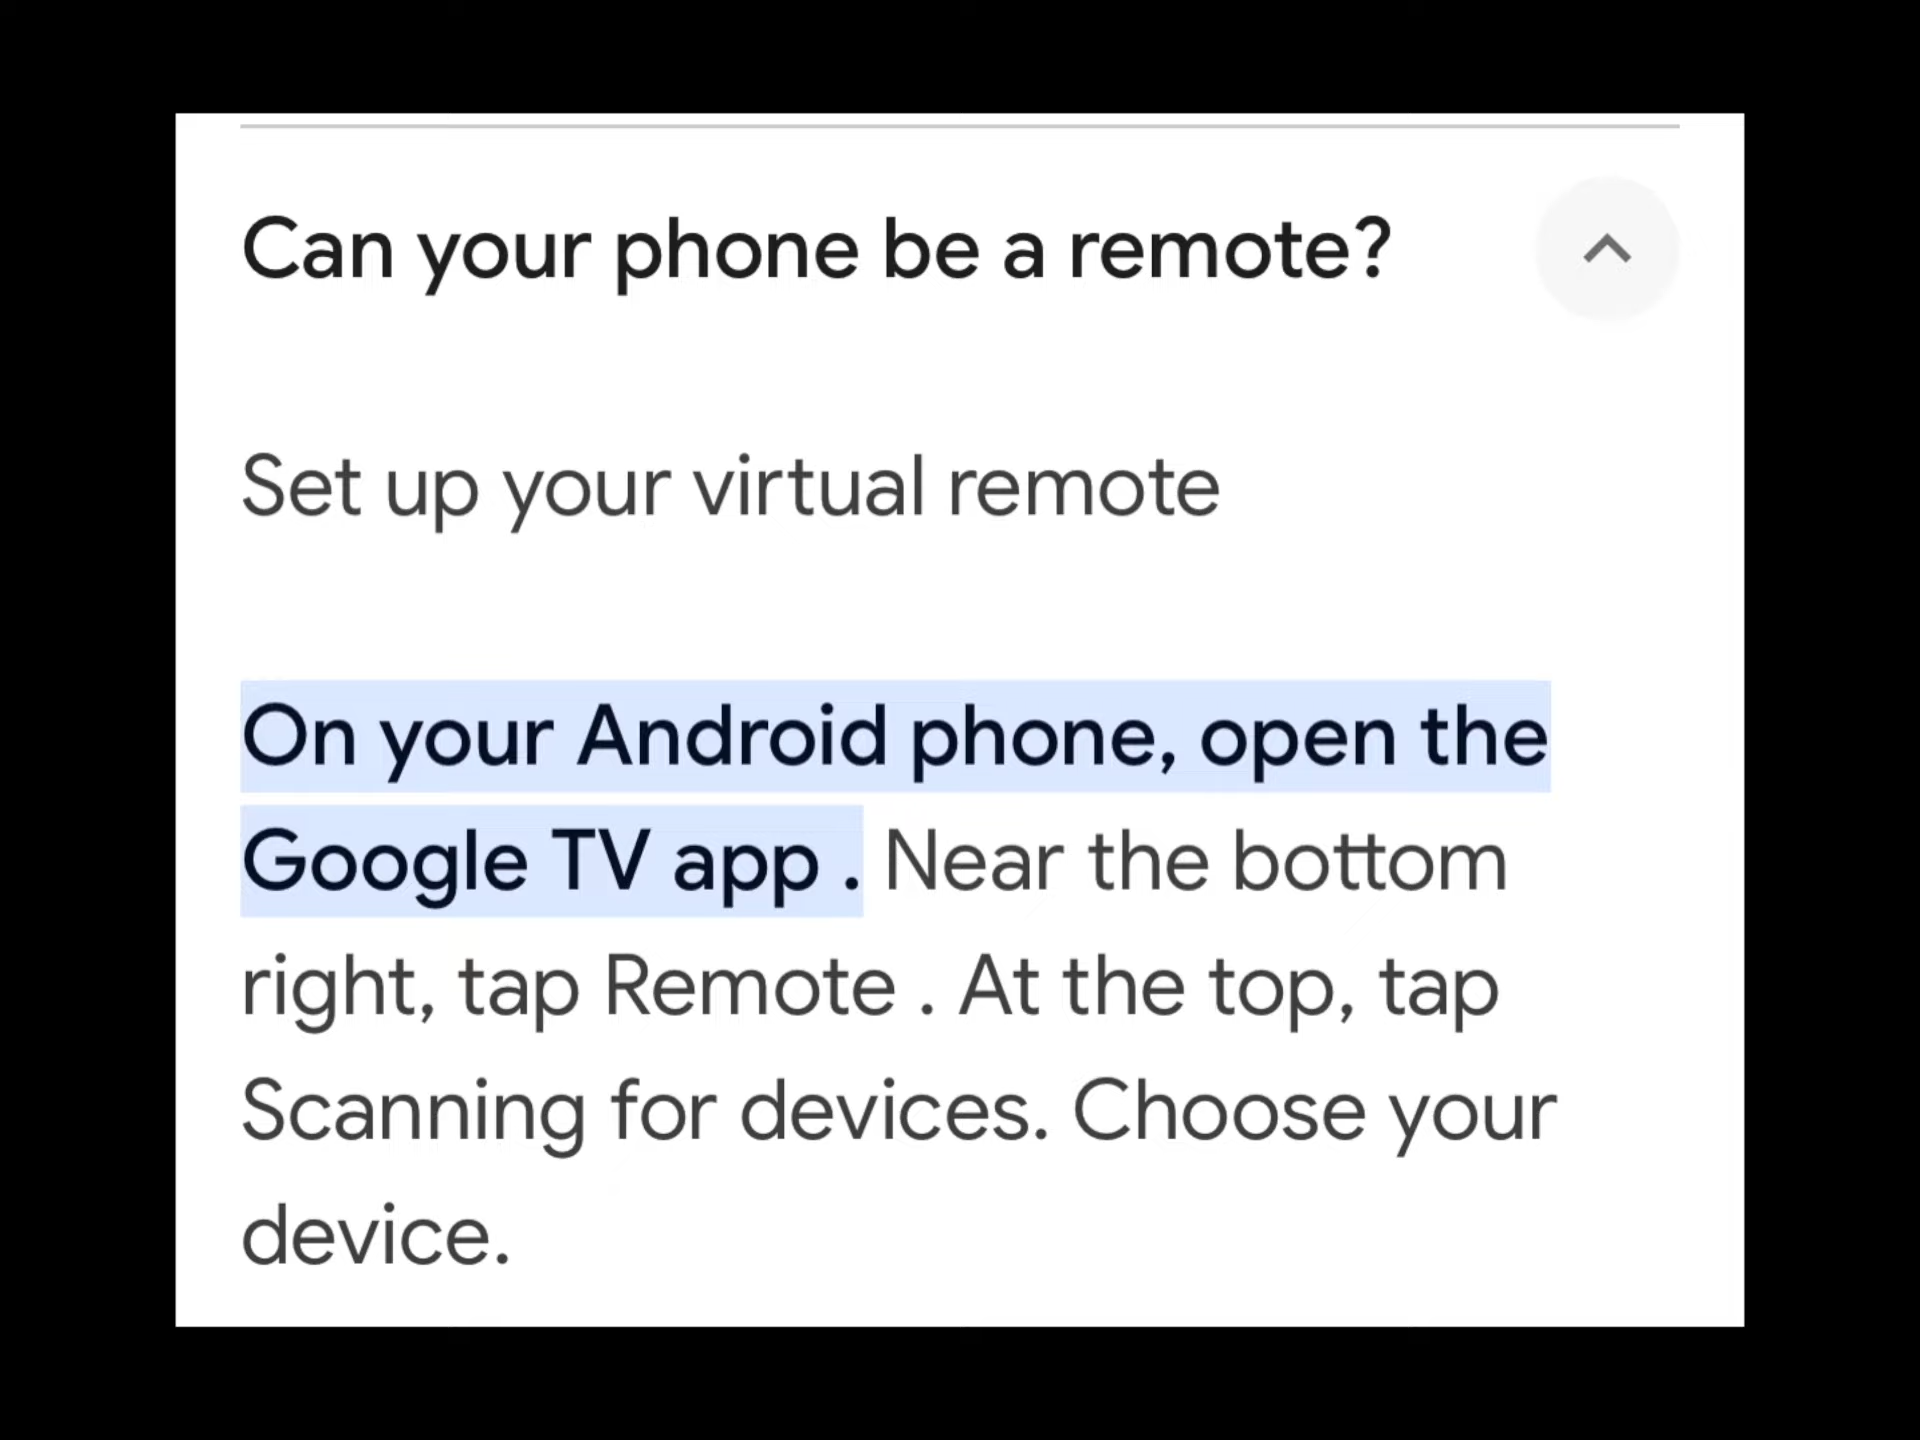 Can your phone be a remote?
Set up your virtual remote
On your Android phone, open the
Google TV app . Near the bottom
right, tap Remote . At the top, tap
Scanning for devices. Choose your
device.